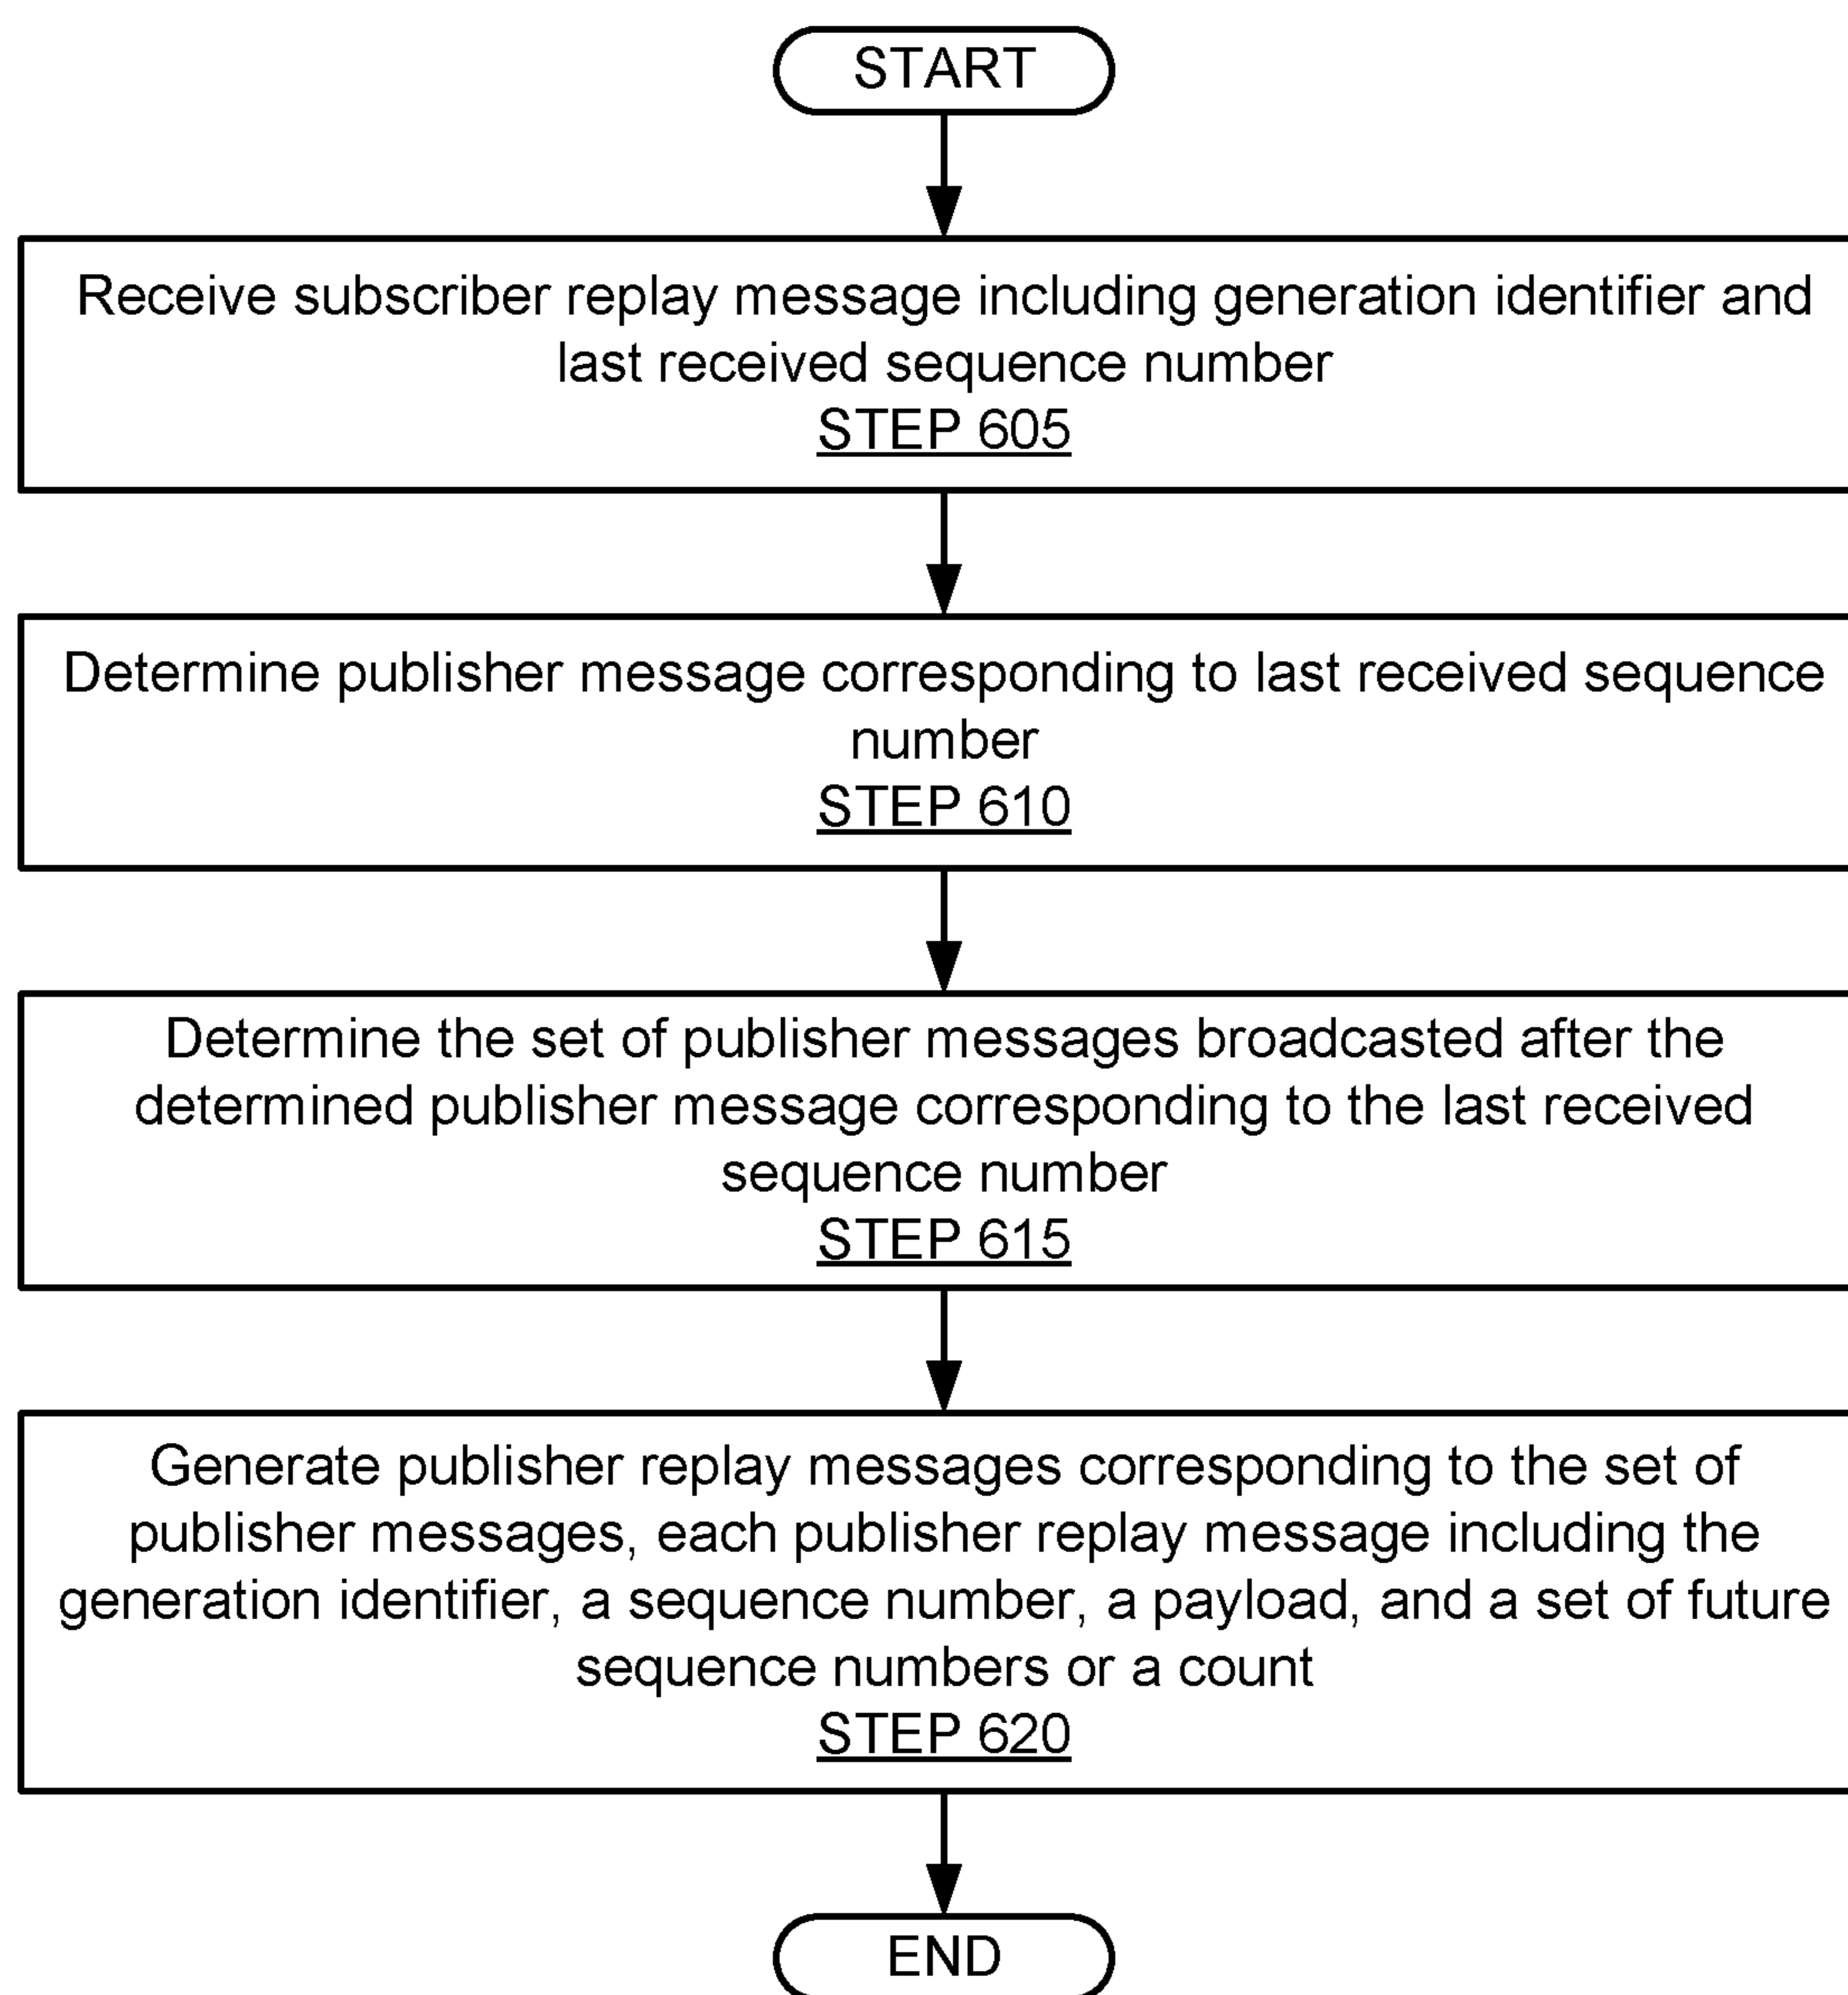 START
Receive subscriber replay message including generation identifier and
last received sequence number
STEP 605
Determine publisher message corresponding to last received sequence
number
STEP 610
Determine the set of publisher messages broadcasted after the
determined publisher message corresponding to the last received
sequence number
STEP 615
Generate publisher replay messages corresponding to the set of
publisher messages, each publisher replay message including the
generation identifier, a sequence number, a payload, and a set of future
sequence numbers or a count
STEP 620
END